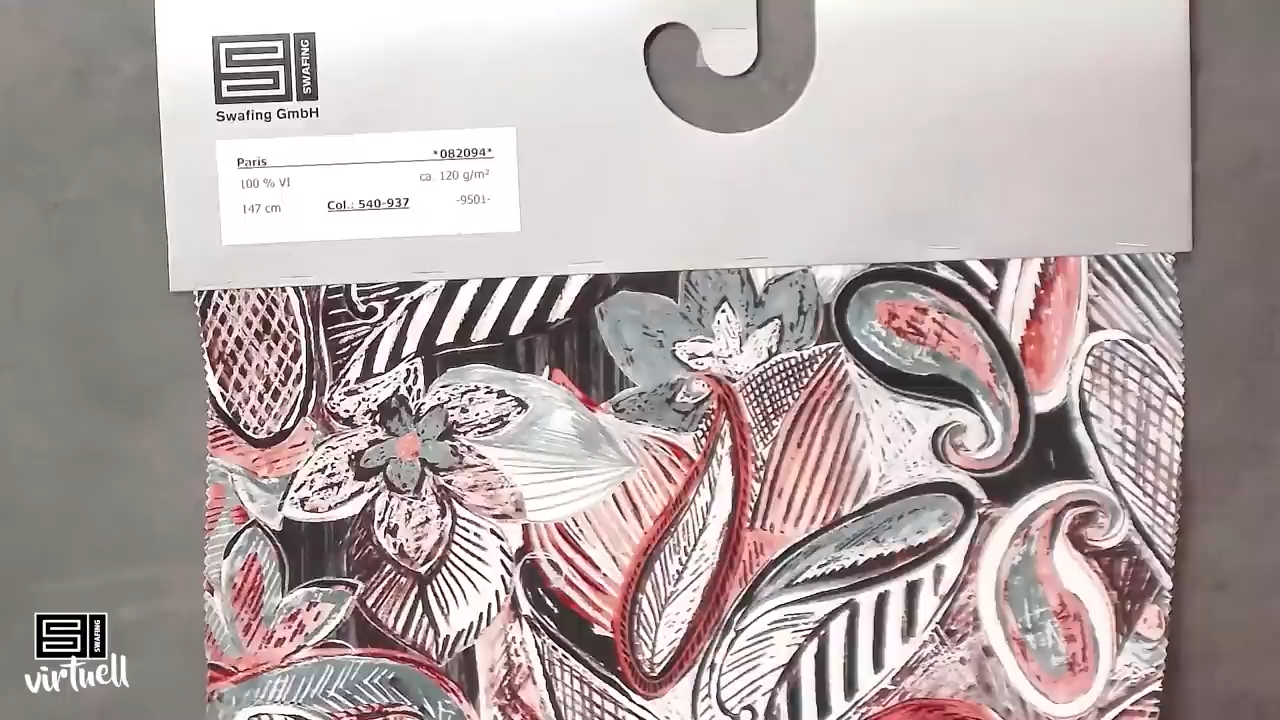 SWAFING
Swafing GmbH
Paris *082094*
100 % VI ca. 120 g/m²
147 cm Col.: 540-937 -9501-
SWAFING
virtuell